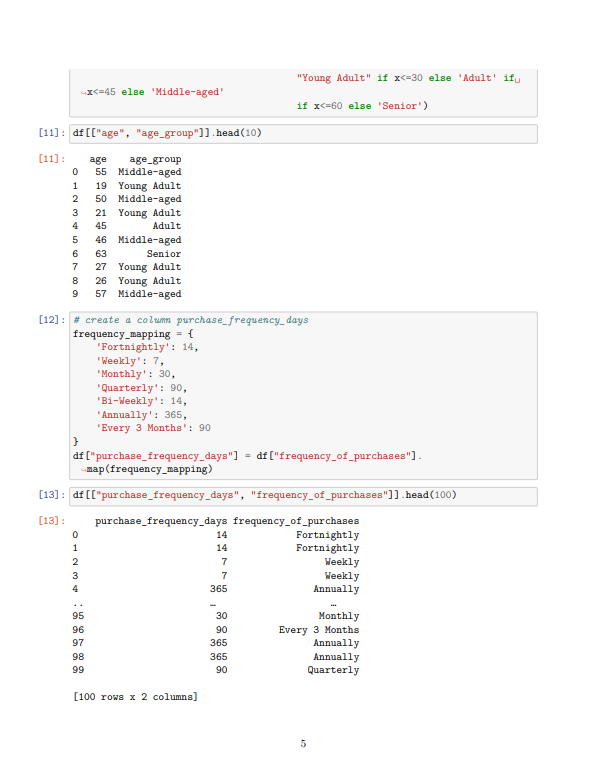 "Young Adult" if x<=30 else 'Adult' if␣
↪x<=45 else 'Middle-aged'
if x<=60 else 'Senior')
[11]: df[["age", "age_group"]].head(10)
[11]: age age_group
0 55 Middle-aged
1 19 Young Adult
2 50 Middle-aged
3 21 Young Adult
4 45 Adult
5 46 Middle-aged
6 63 Senior
7 27 Young Adult
8 26 Young Adult
9 57 Middle-aged
[12]: # create a column purchase_frequency_days
frequency_mapping = {
'Fortnightly': 14,
'Weekly': 7,
'Monthly': 30,
'Quarterly': 90,
'Bi-Weekly': 14,
'Annually': 365,
'Every 3 Months': 90
}
df["purchase_frequency_days"] = df["frequency_of_purchases"].
↪map(frequency_mapping)
[13]: df[["purchase_frequency_days", "frequency_of_purchases"]].head(100)
[13]: purchase_frequency_days frequency_of_purchases
0 14 Fortnightly
1 14 Fortnightly
2 7 Weekly
3 7 Weekly
4 365 Annually
.. … …
95 30 Monthly
96 90 Every 3 Months
97 365 Annually
98 365 Annually
99 90 Quarterly
[100 rows x 2 columns]
5